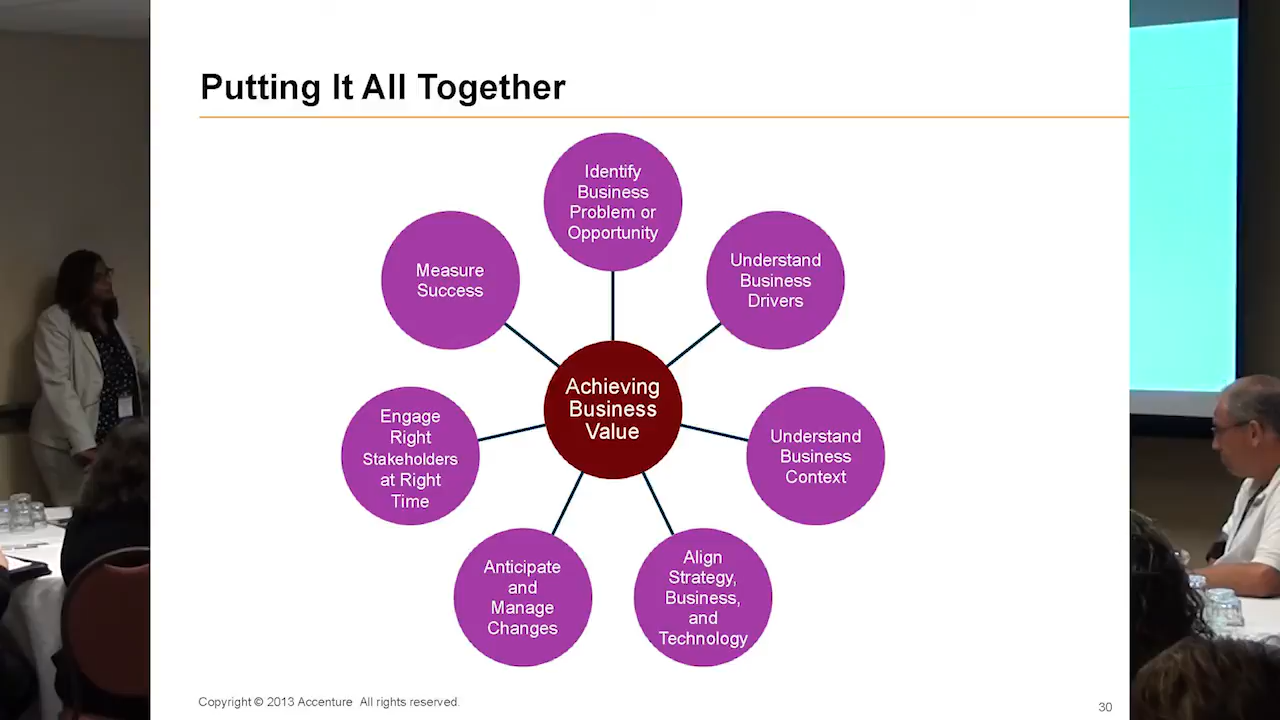 Putting It All Together
Identify
Business
Problem or
Opportunity
Understand
Business
Drivers
Understand
Business
Context
Align
Strategy,
Business,
and
Technology
Anticipate
and
Manage
Changes
Engage
Right
Stakeholders
at Right
Time
Measure
Success
Achieving
Business
Value
Copyright © 2013 Accenture All rights reserved.
30